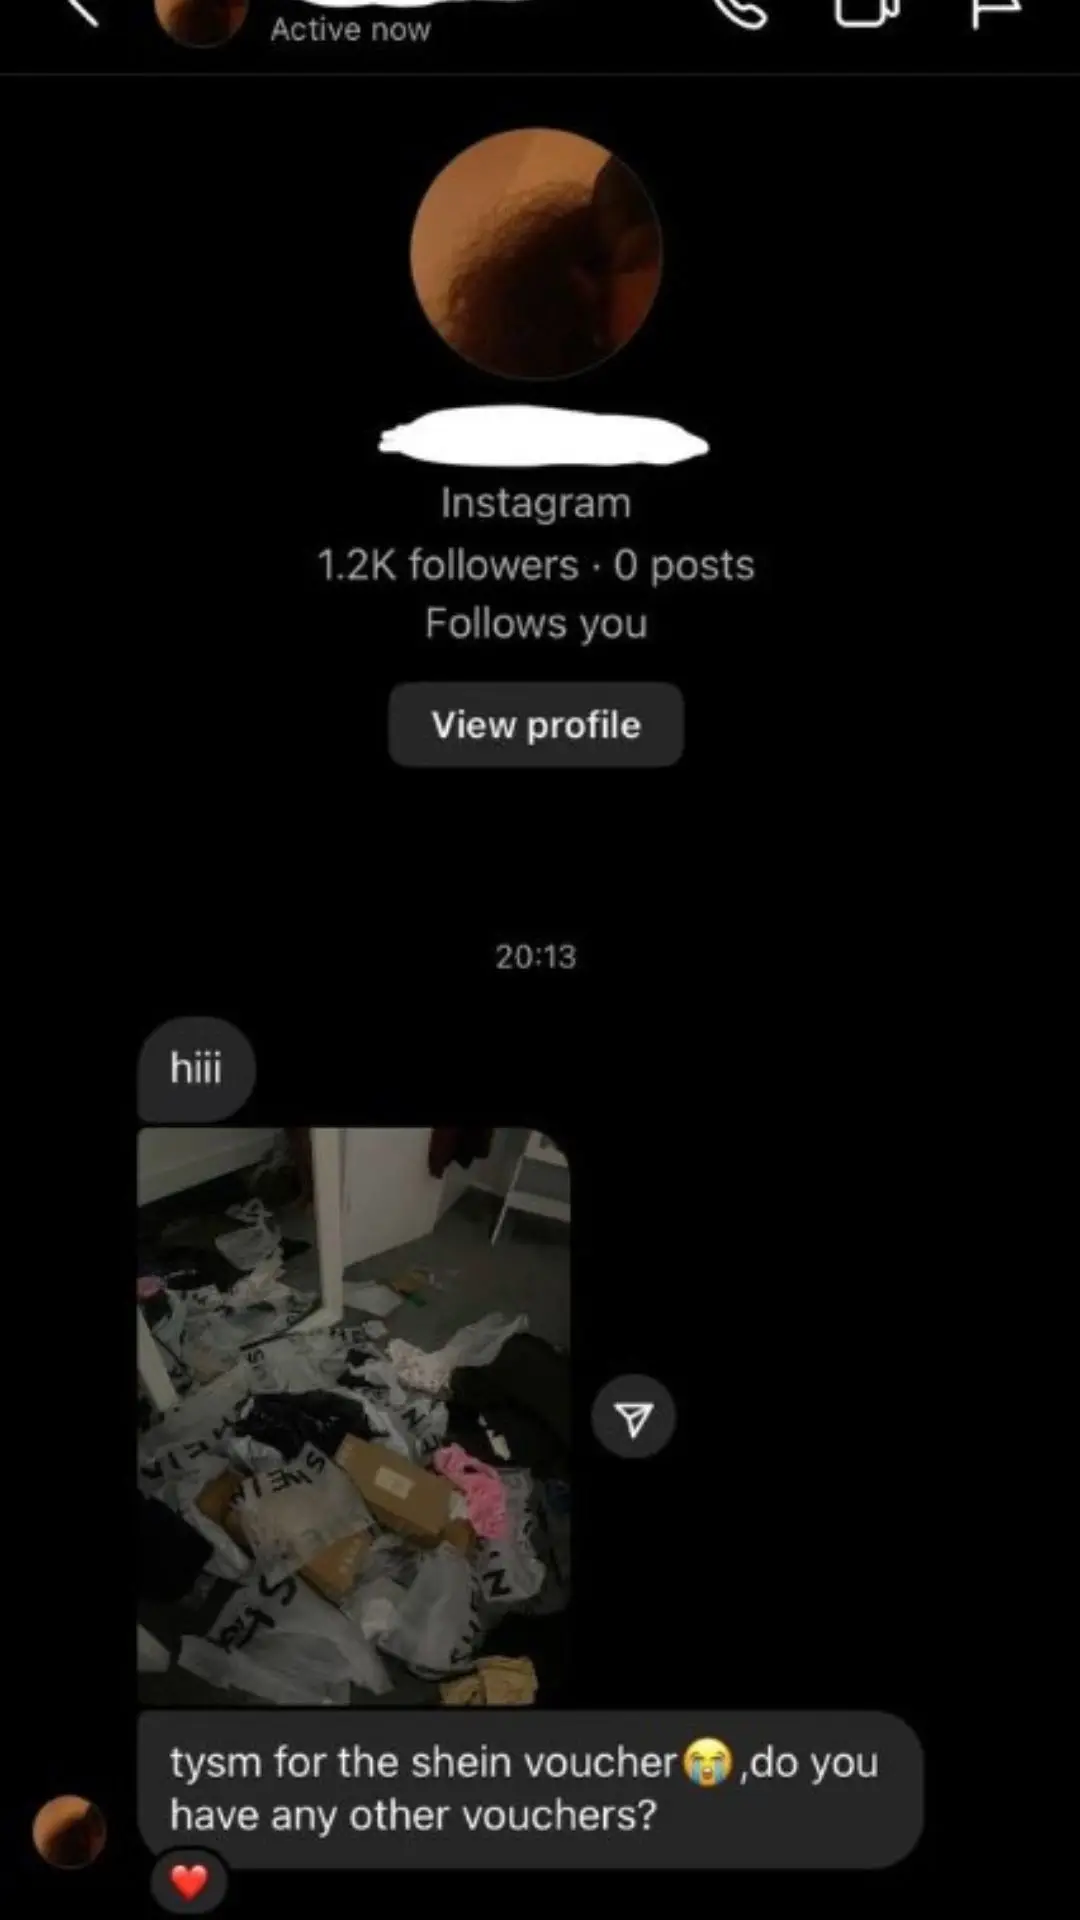 Active now
Instagram
1.2K followers · 0 posts
Follows you
View profile
20:13
hiii
SHEIN
tysm for the shein voucher😭,do you
have any other vouchers?